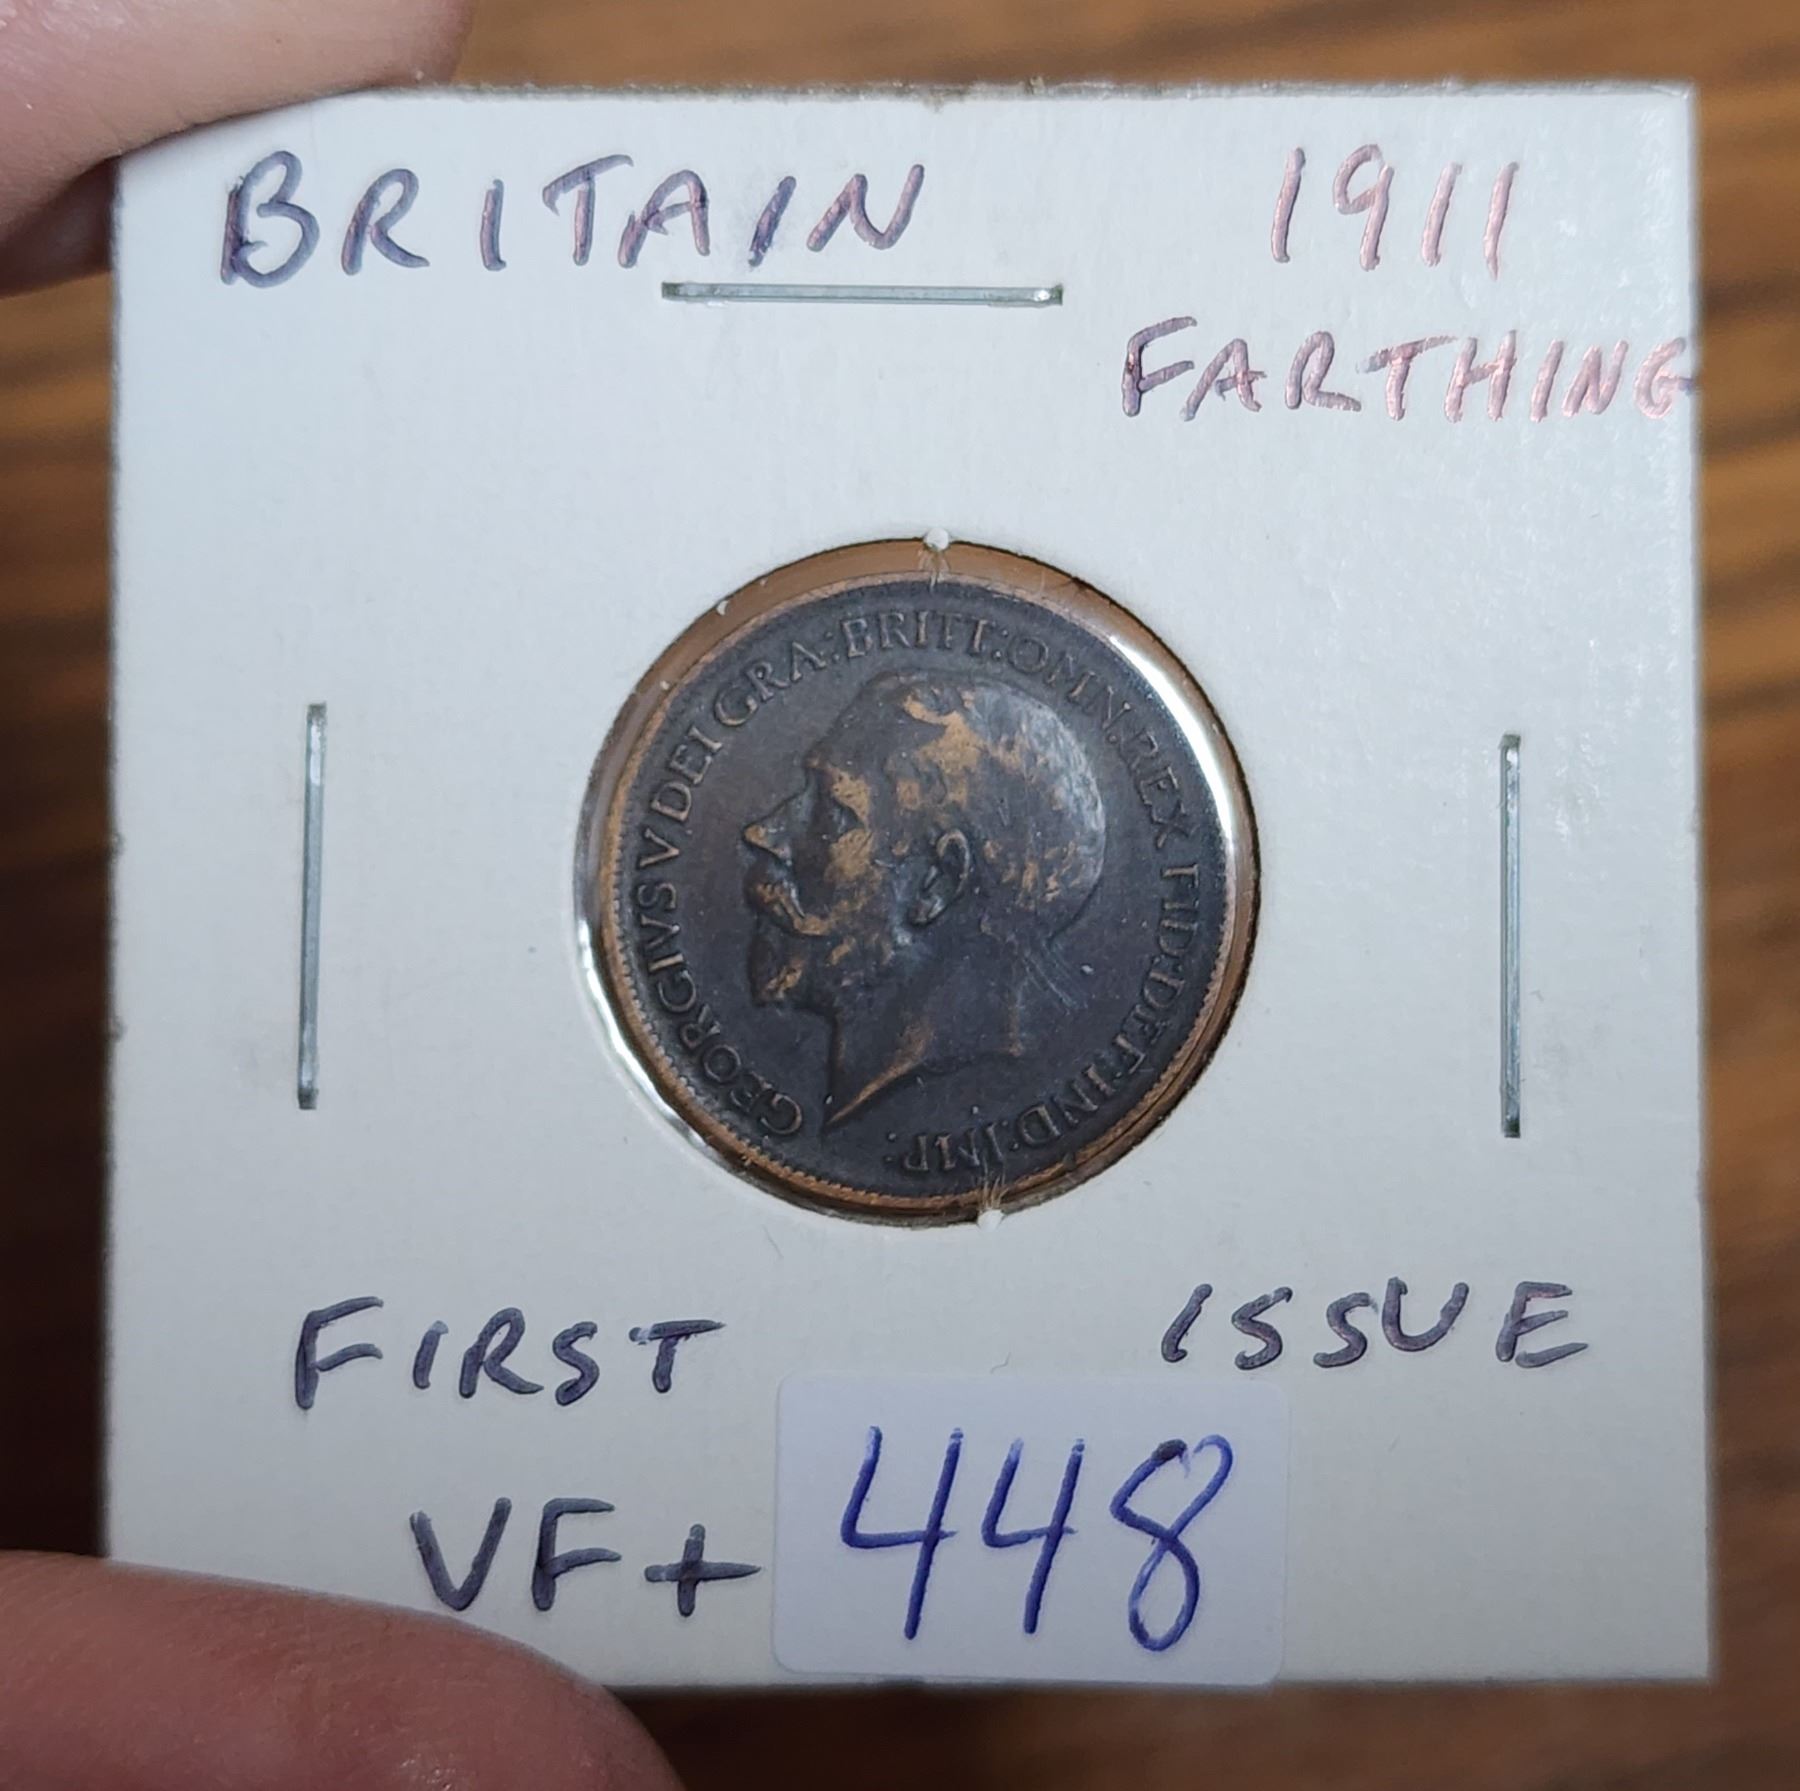 BRITAIN 1911
FARTHING
GEORGIVS V DEI GRA: BRITT: OMN: REX FID: DEF: IND: IMP:
FIRST ISSUE
VF+ 448